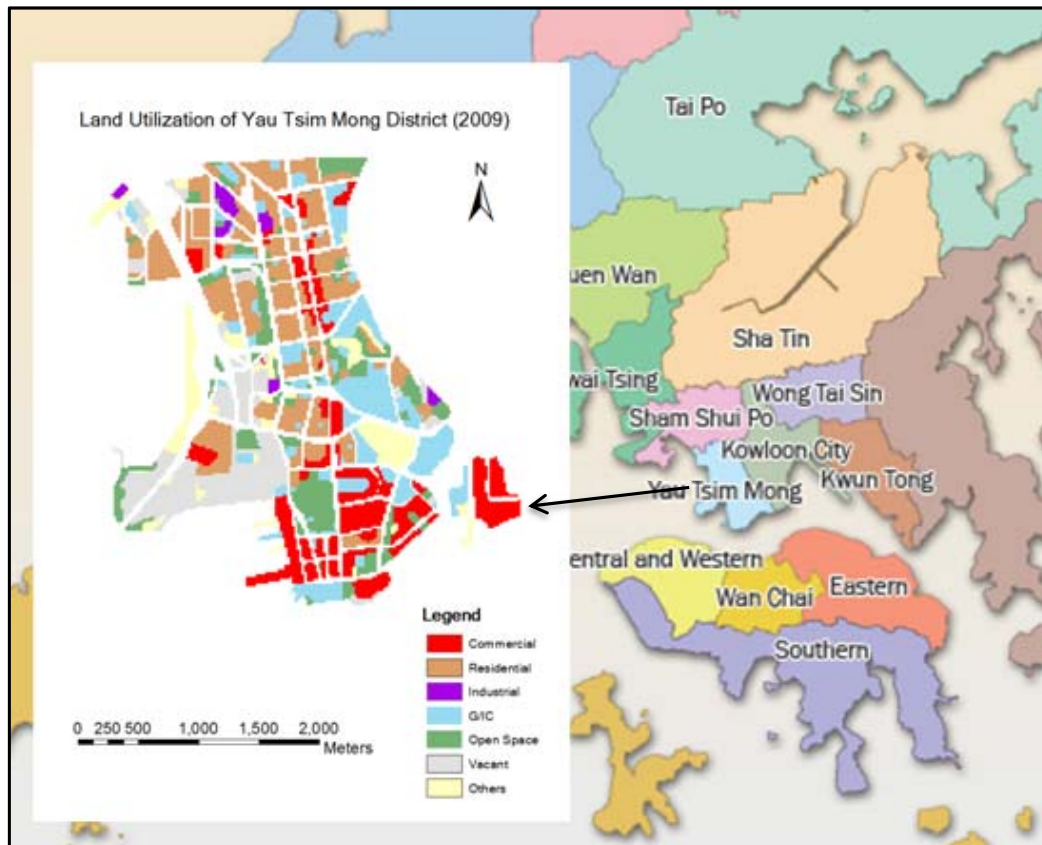 Land Utilization of Yau Tsim Mong District (2009)
N
Legend
Commercial
Residential
Industrial
G/IC
Open Space
Vacant
Others
0 250 500 1,000 1,500 2,000
Meters
Tai Po
uen Wan
Sha Tin
wai Tsing
Wong Tai Sin
Sham Shui Po
Kowloon City
Yau Tsim Mong
Kwun Tong
entral and Western
Wan Chai
Eastern
Southern